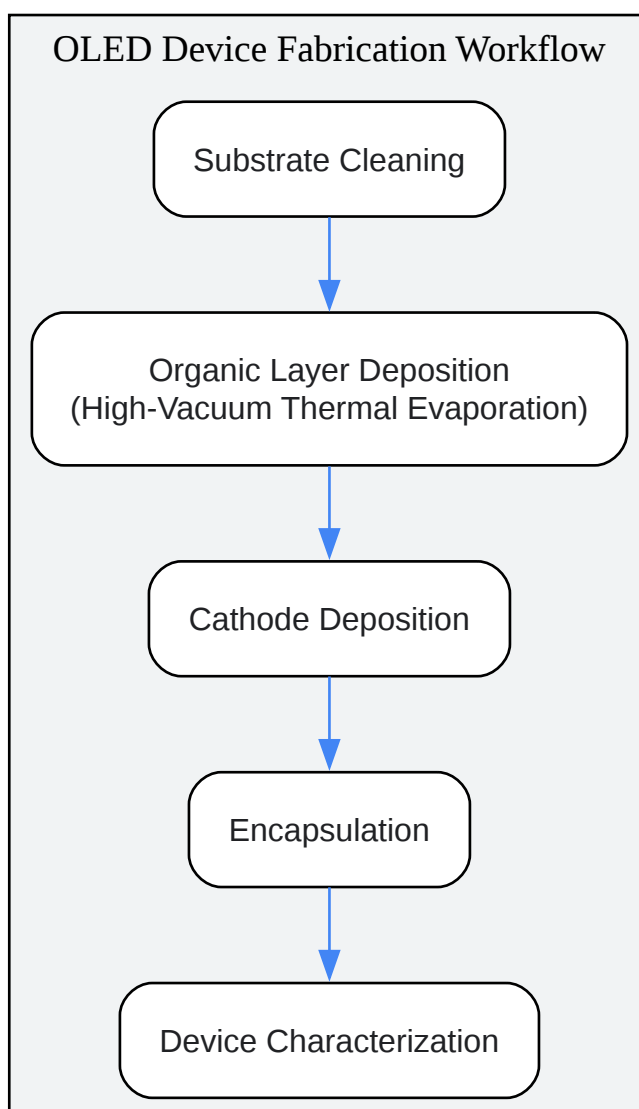 OLED Device Fabrication Workflow
Substrate Cleaning
Organic Layer Deposition
(High-Vacuum Thermal Evaporation)
Cathode Deposition
Encapsulation
Device Characterization